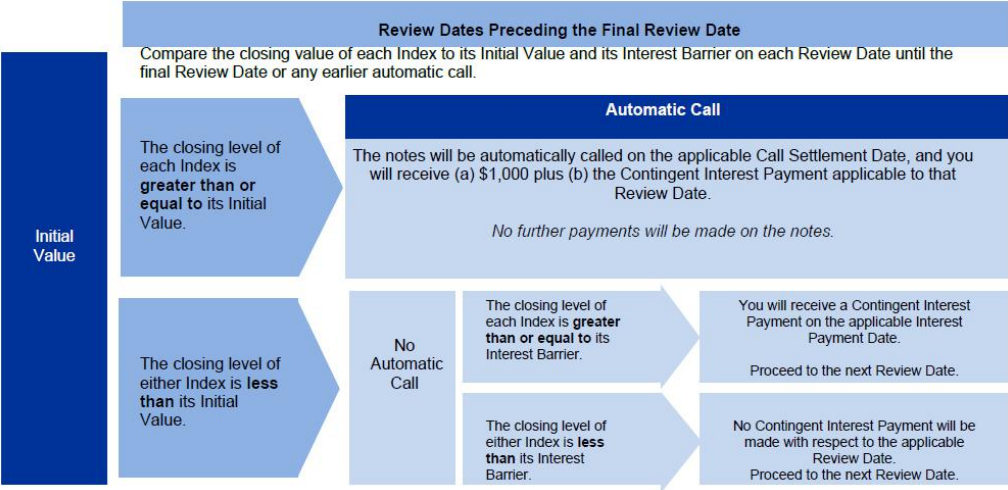 Review Dates Preceding the Final Review Date
Compare the closing value of each Index to its Initial Value and its Interest Barrier on each Review Date until the
final Review Date or any earlier automatic call.
Initial
Value
The closing level of
each Index is
greater than or
equal to its Initial
Value.
Automatic Call
The notes will be automatically called on the applicable Call Settlement Date, and you
will receive (a) $1,000 plus (b) the Contingent Interest Payment applicable to that
Review Date.
No further payments will be made on the notes.
The closing level of
either Index is less
than its Initial
Value.
No
Automatic
Call
The closing level of
each Index is greater
than or equal to its
Interest Barrier.
You will receive a Contingent Interest
Payment on the applicable Interest
Payment Date.
Proceed to the next Review Date.
The closing level of
either Index is less
than its Interest
Barrier.
No Contingent Interest Payment will be
made with respect to the applicable
Review Date.
Proceed to the next Review Date.